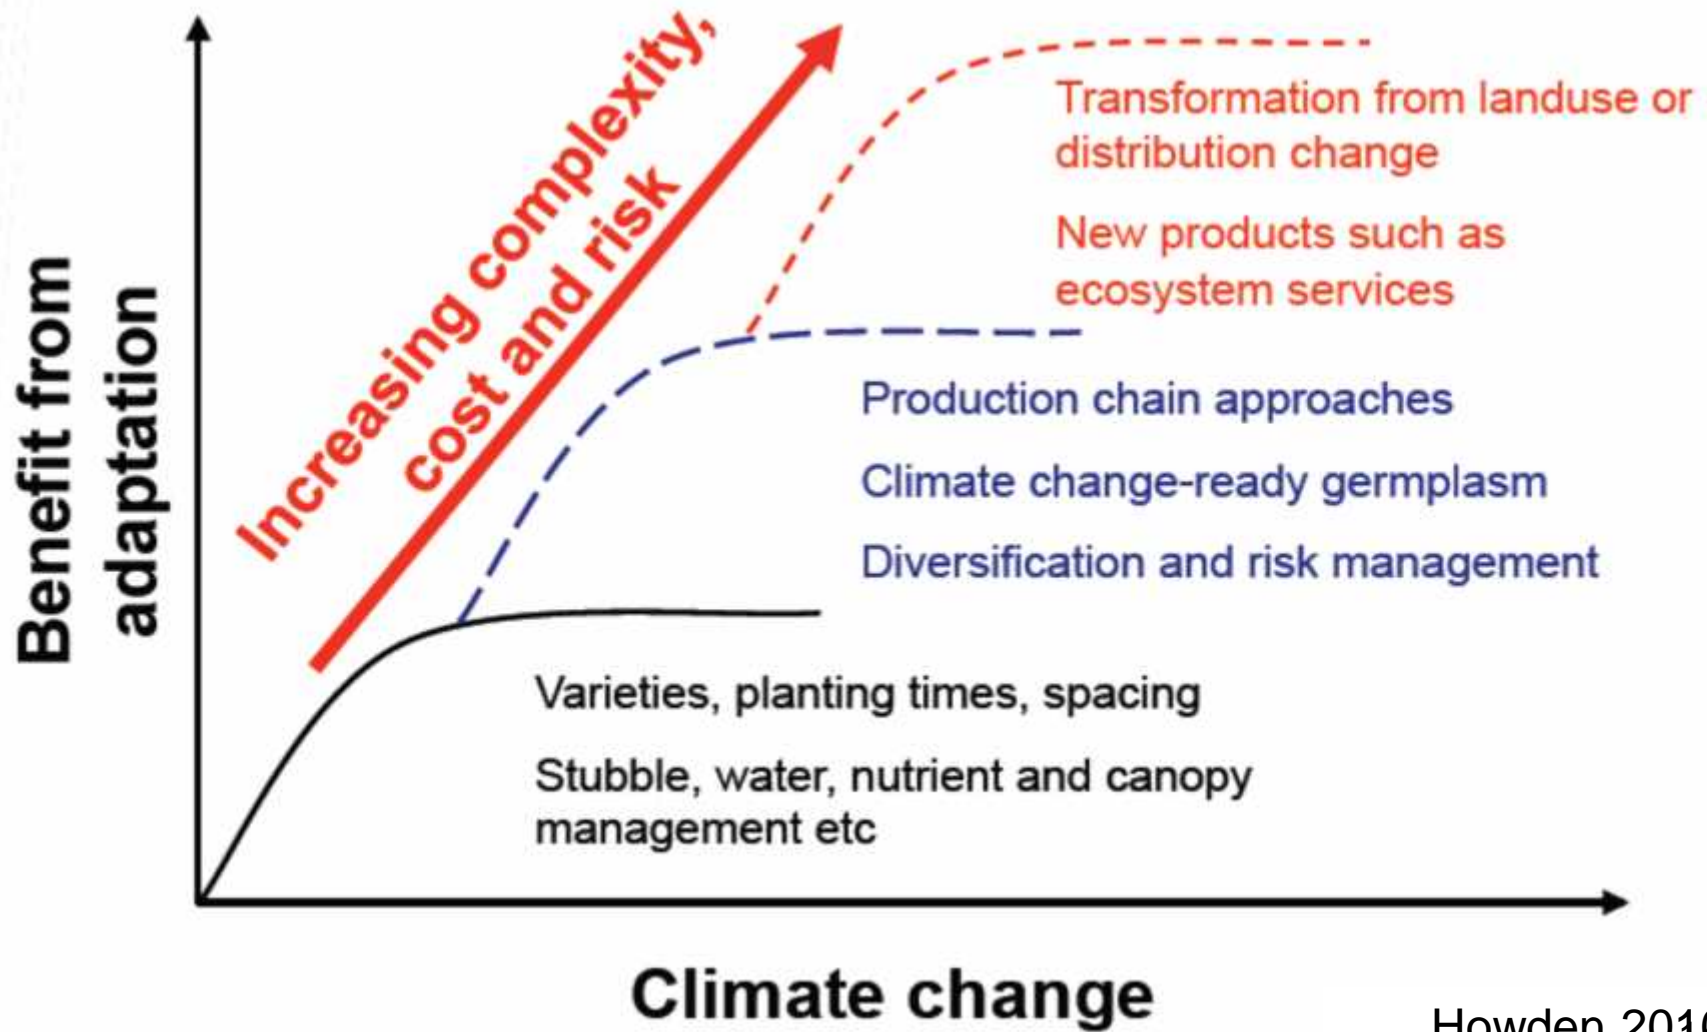 Increasing complexity,
cost and risk
Transformation from landuse or
distribution change
New products such as
ecosystem services
Benefit from
adaptation
Production chain approaches
Climate change-ready germplasm
Diversification and risk management
Varieties, planting times, spacing
Stubble, water, nutrient and canopy
management etc
Climate change
Howden 2010